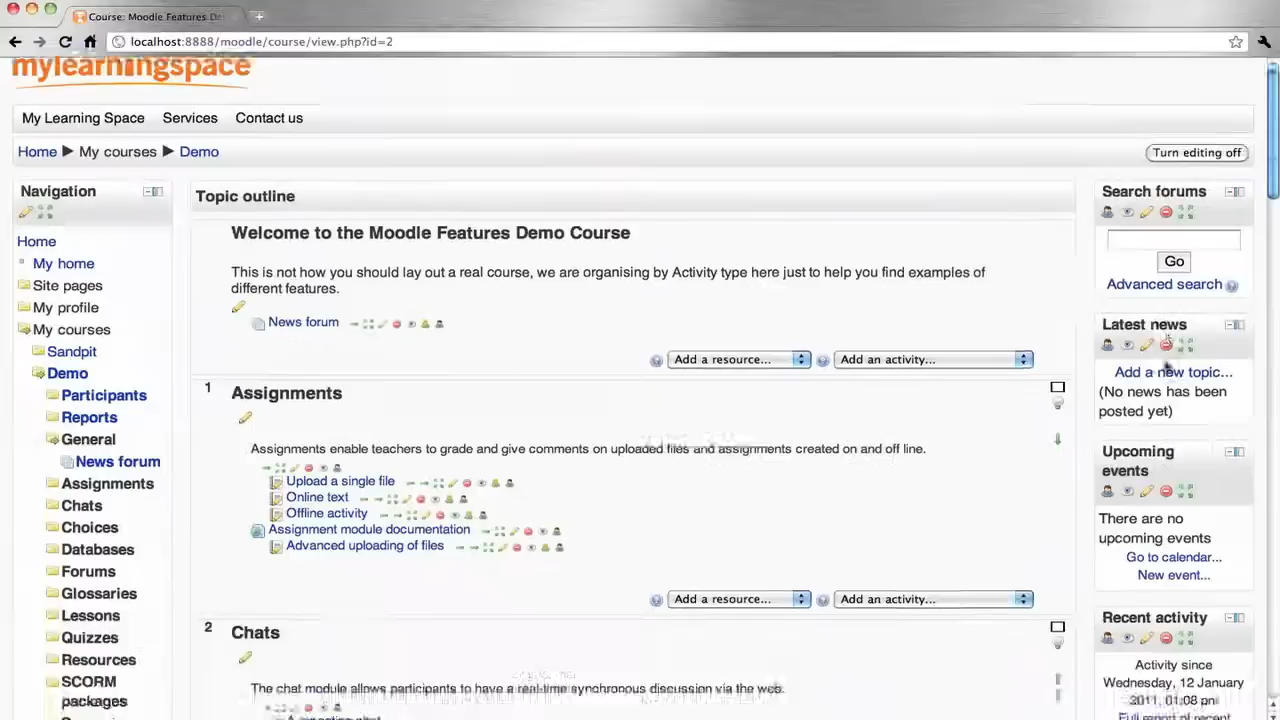 Course: Moodle Features De
localhost:8888/moodle/course/view.php?id=2
mylearningspace
My Learning Space Services Contact us
Home ▶ My courses ▶ Demo
Turn editing off
Navigation
Home
My home
Site pages
My profile
My courses
Sandpit
Demo
Participants
Reports
General
News forum
Assignments
Chats
Choices
Databases
Forums
Glossaries
Lessons
Quizzes
Resources
SCORM
packages
Topic outline
Welcome to the Moodle Features Demo Course
This is not how you should lay out a real course, we are organising by Activity type here just to help you find examples of
different features.
News forum
Add a resource... Add an activity...
1 Assignments
Assignments enable teachers to grade and give comments on uploaded files and assignments created on and off line.
Upload a single file
Online text
Offline activity
Assignment module documentation
Advanced uploading of files
Add a resource... Add an activity...
2 Chats
The chat module allows participants to have a real-time synchronous discussion via the web.
Search forums
Go
Advanced search
Latest news
Add a new topic...
(No news has been
posted yet)
Upcoming
events
There are no
upcoming events
Go to calendar...
New event...
Recent activity
Activity since
Wednesday, 12 January
2011, 01:08 pm
Full report of recent